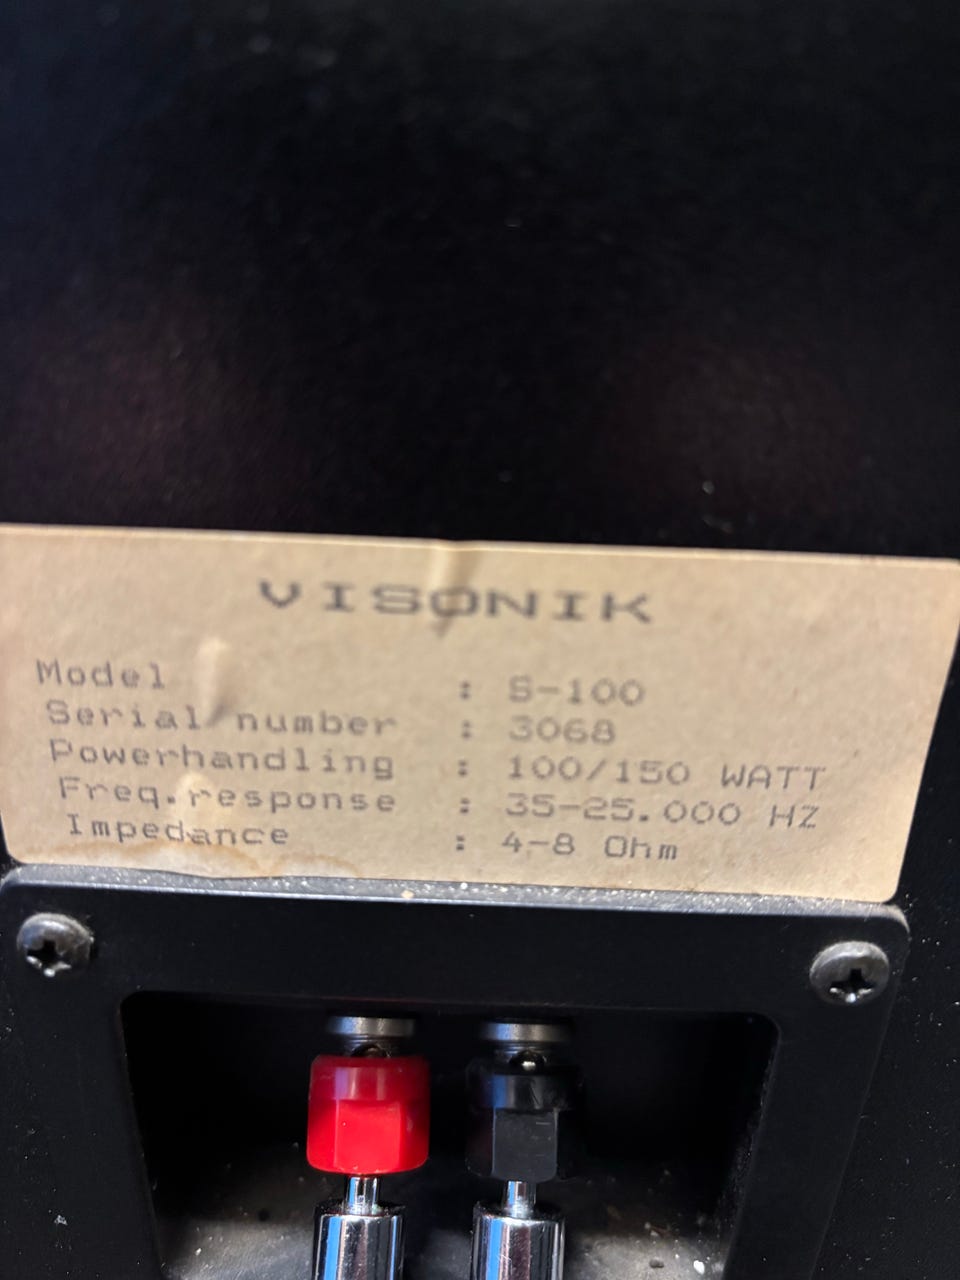 VISONIK
Model : S-100
Serial number : 3068
Powerhandling : 100/150 WATT
Freq.response : 35-25.000 HZ
Impedance : 4-8 Ohm